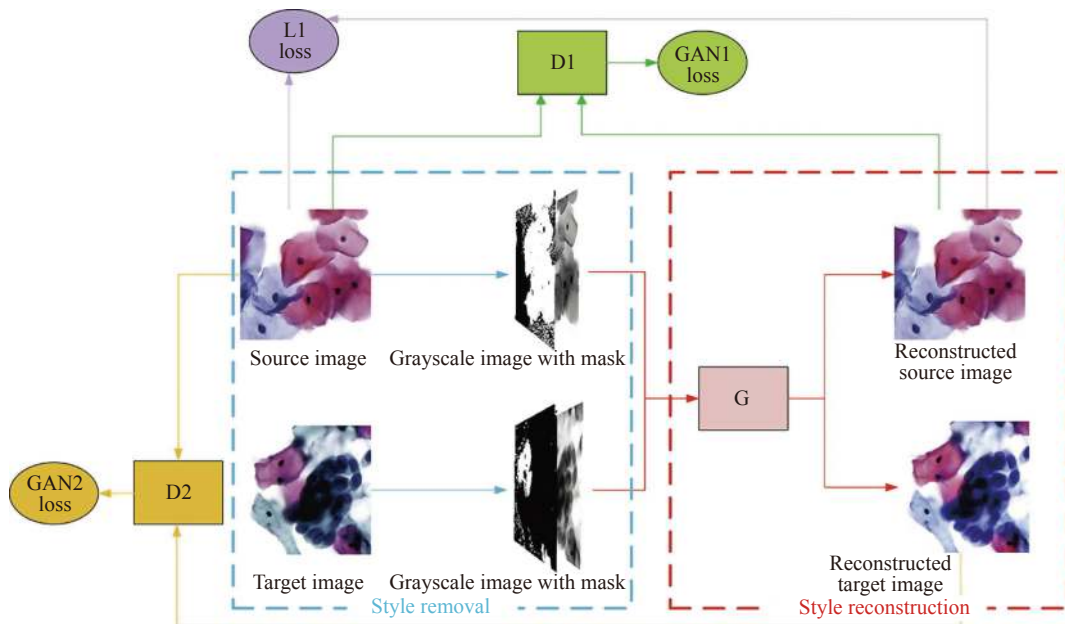 L1
loss
D1
GAN1
loss
Source image
Grayscale image with mask
Reconstructed
source image
G
GAN2
loss
D2
Target image
Grayscale image with mask
Reconstructed
target image
Style removal
Style reconstruction